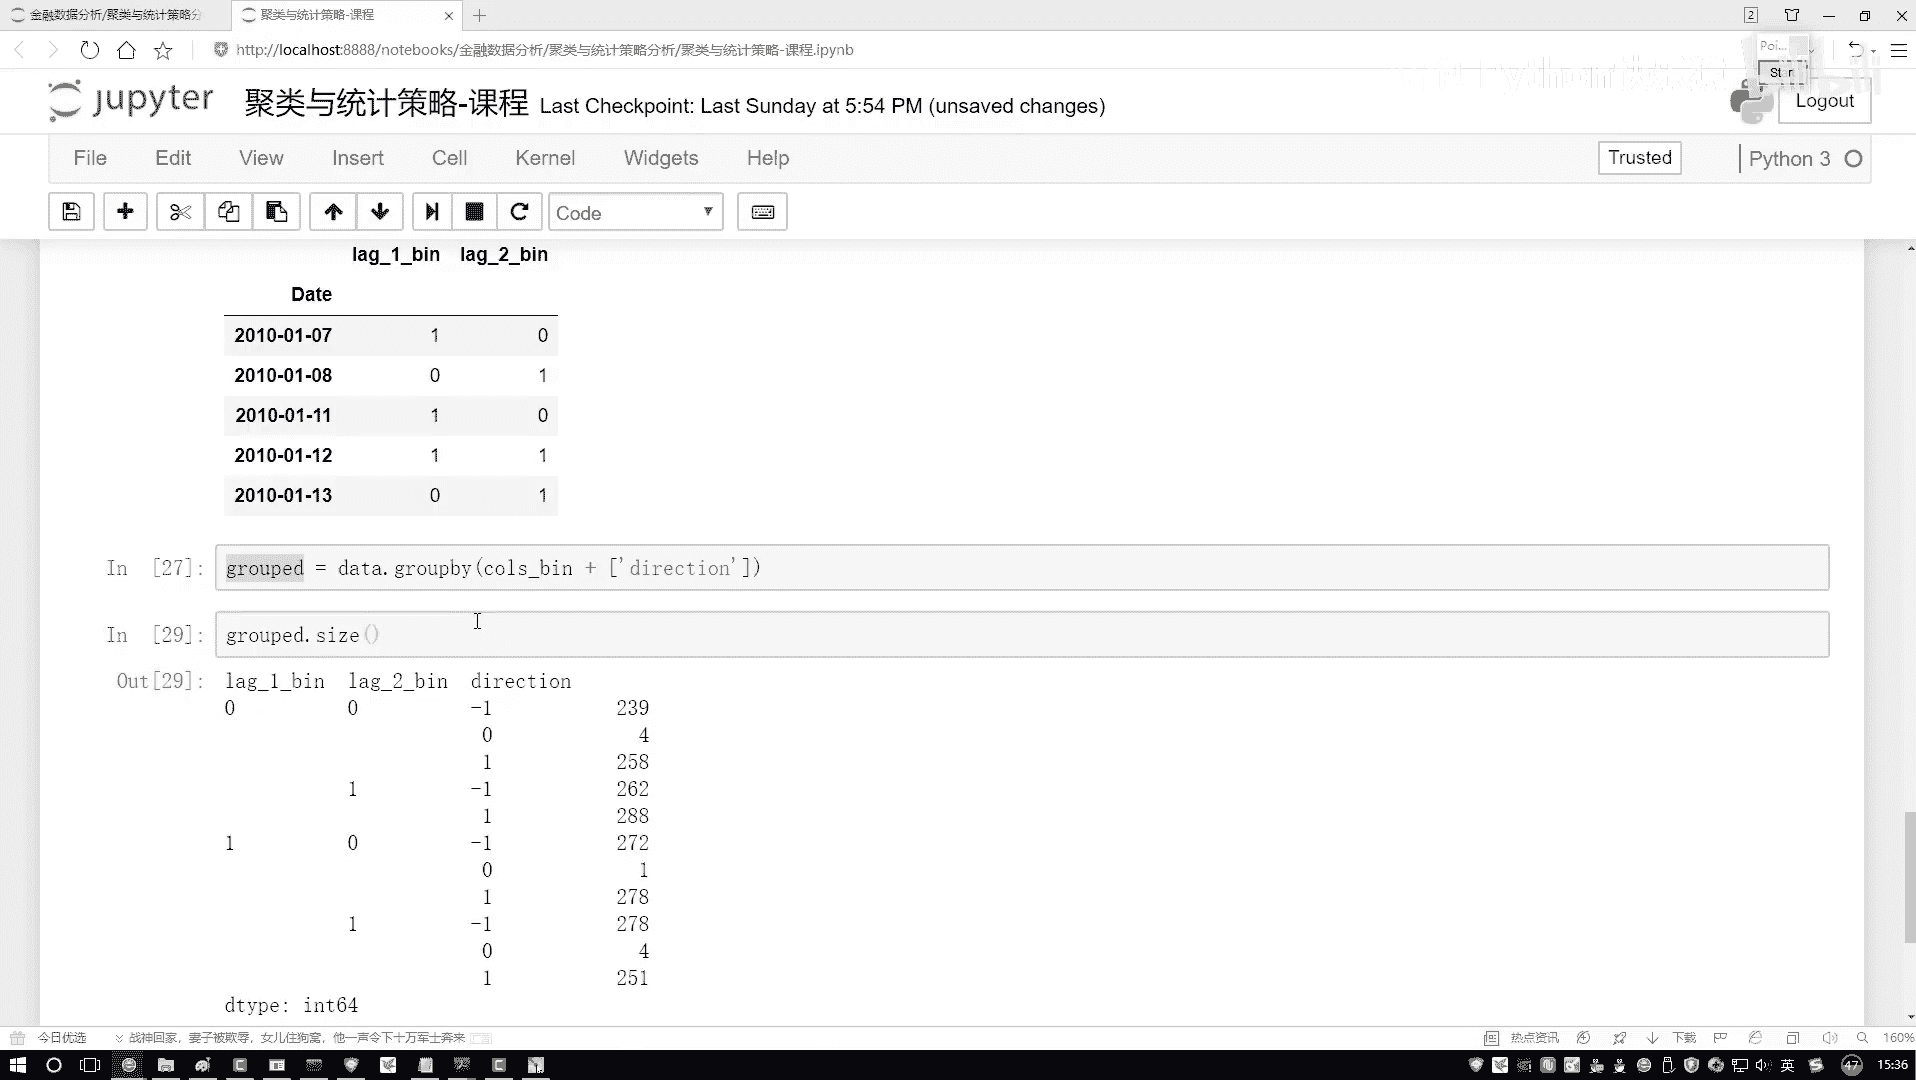 金融数据分析/聚类与统计策略分
聚类与统计策略-课程
2
http://localhost:8888/notebooks/金融数据分析/聚类与统计策略分析/聚类与统计策略-课程.ipynb
Poi...
Start
jupyter 聚类与统计策略-课程 Last Checkpoint: Last Sunday at 5:54 PM (unsaved changes)
Logout
File Edit View Insert Cell Kernel Widgets Help
Trusted Python 3
Code
lag_1_bin lag_2_bin
Date
2010-01-07 1 0
2010-01-08 0 1
2010-01-11 1 0
2010-01-12 1 1
2010-01-13 0 1
In [27]: grouped = data.groupby(cols_bin + ['direction'])
In [29]: grouped.size()
Out[29]: lag_1_bin lag_2_bin direction
0 0 -1 239
0 4
1 258
1 -1 262
1 288
1 0 -1 272
0 1
1 278
1 -1 278
0 4
1 251
dtype: int64
今日优选 战神回家，妻子被欺辱，女儿住狗窝，他一声令下十万军士奔来
热点资讯 下载 160%
英 47 15:36